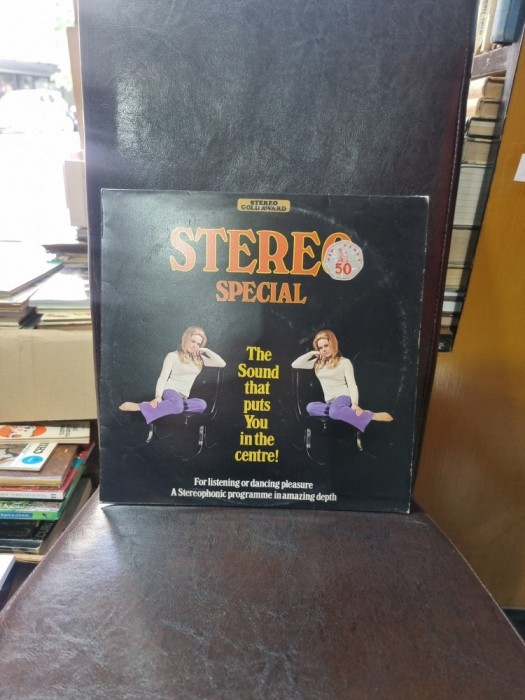 STEREO
GOLD AWARD
STEREO
50
SPECIAL
The
Sound
that
puts
You
in the
centre!
For listening or dancing pleasure
A Stereophonic programme in amazing depth